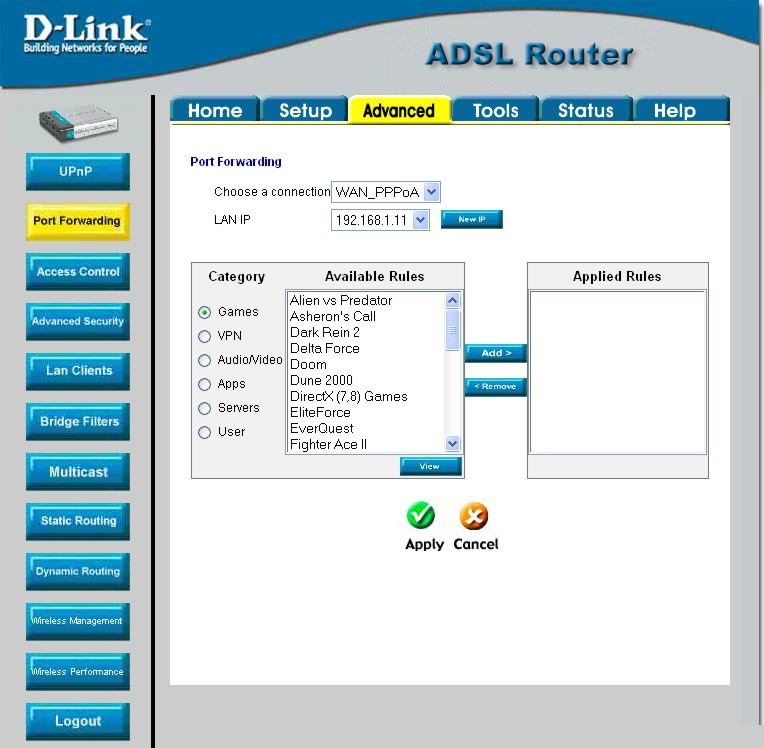 D-Link®
Building Networks for People
ADSL Router
Home Setup Advanced Tools Status Help
UPnP
Port Forwarding
Access Control
Advanced Security
Lan Clients
Bridge Filters
Multicast
Static Routing
Dynamic Routing
Wireless Management
Wireless Performance
Logout
Port Forwarding
Choose a connection WAN_PPPoA
LAN IP 192.168.1.11 New IP
Category Available Rules Applied Rules
Games
VPN
Audio/Video
Apps
Servers
User
Alien vs Predator
Asheron's Call
Dark Rein 2
Delta Force
Doom
Dune 2000
DirectX (7,8) Games
EliteForce
EverQuest
Fighter Ace II
Add >
< Remove
View
Apply Cancel